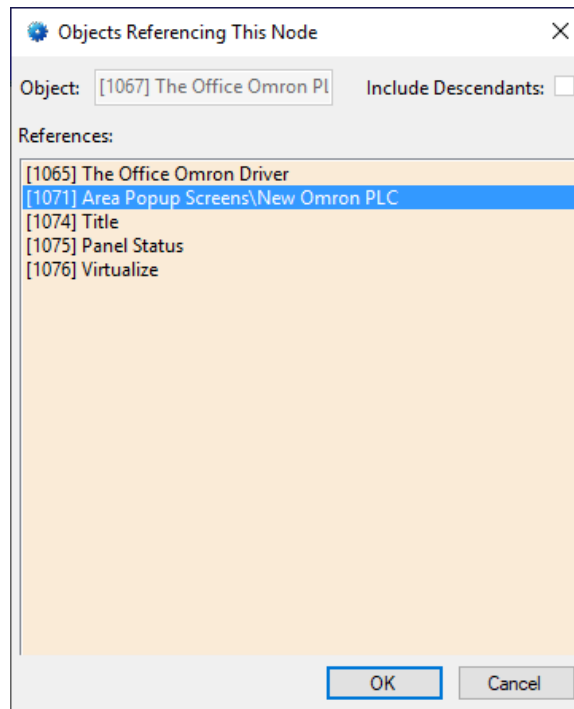 Objects Referencing This Node
Object: [1067] The Office Omron Pl Include Descendants:
References:
[1065] The Office Omron Driver
[1071] Area Popup Screens\New Omron PLC
[1074] Title
[1075] Panel Status
[1076] Virtualize
OK Cancel